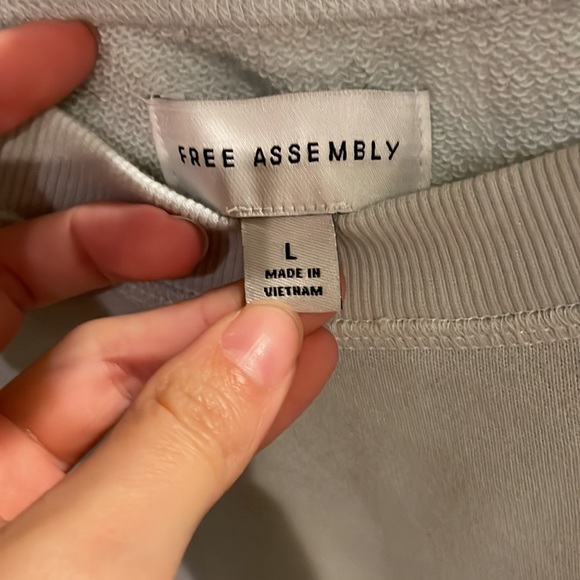 FREE ASSEMBLY
L
MADE IN
VIETNAM